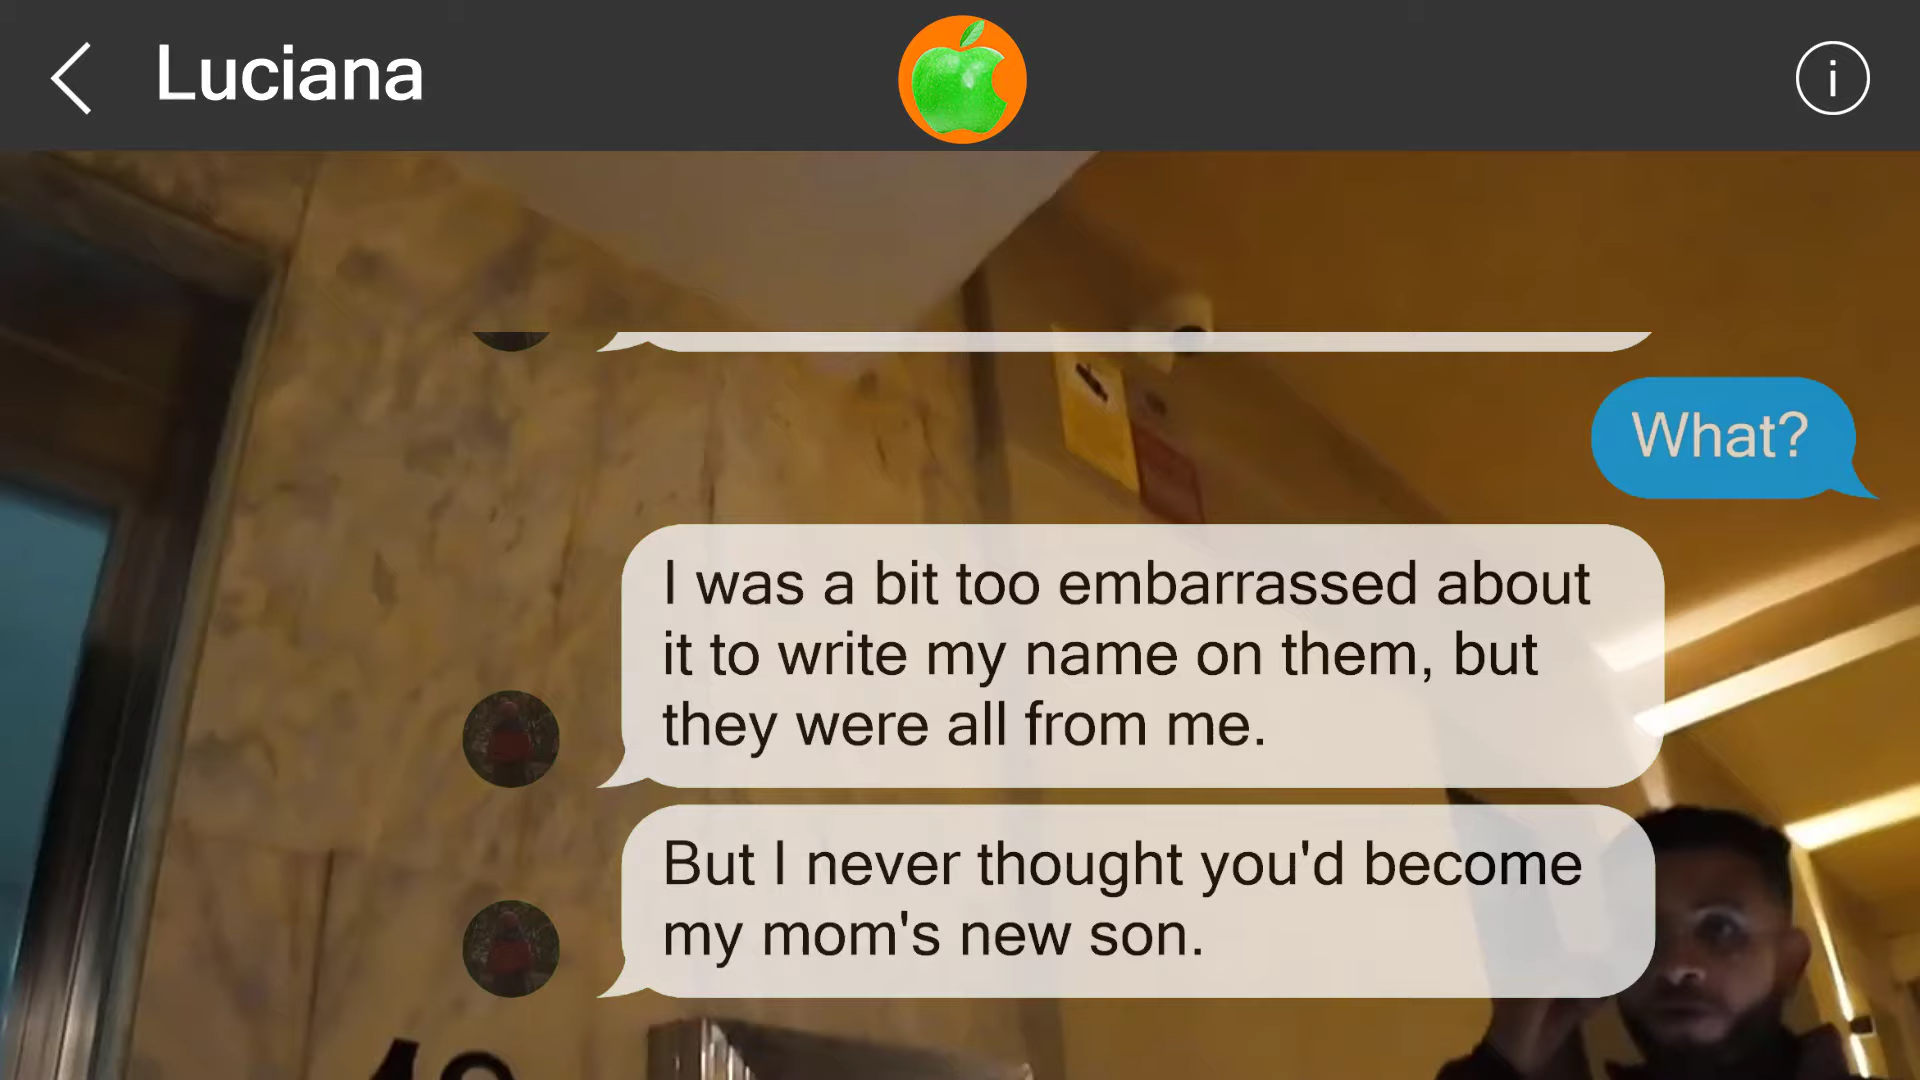 Luciana
What?
I was a bit too embarrassed about
it to write my name on them, but
they were all from me.
But I never thought you'd become
my mom's new son.